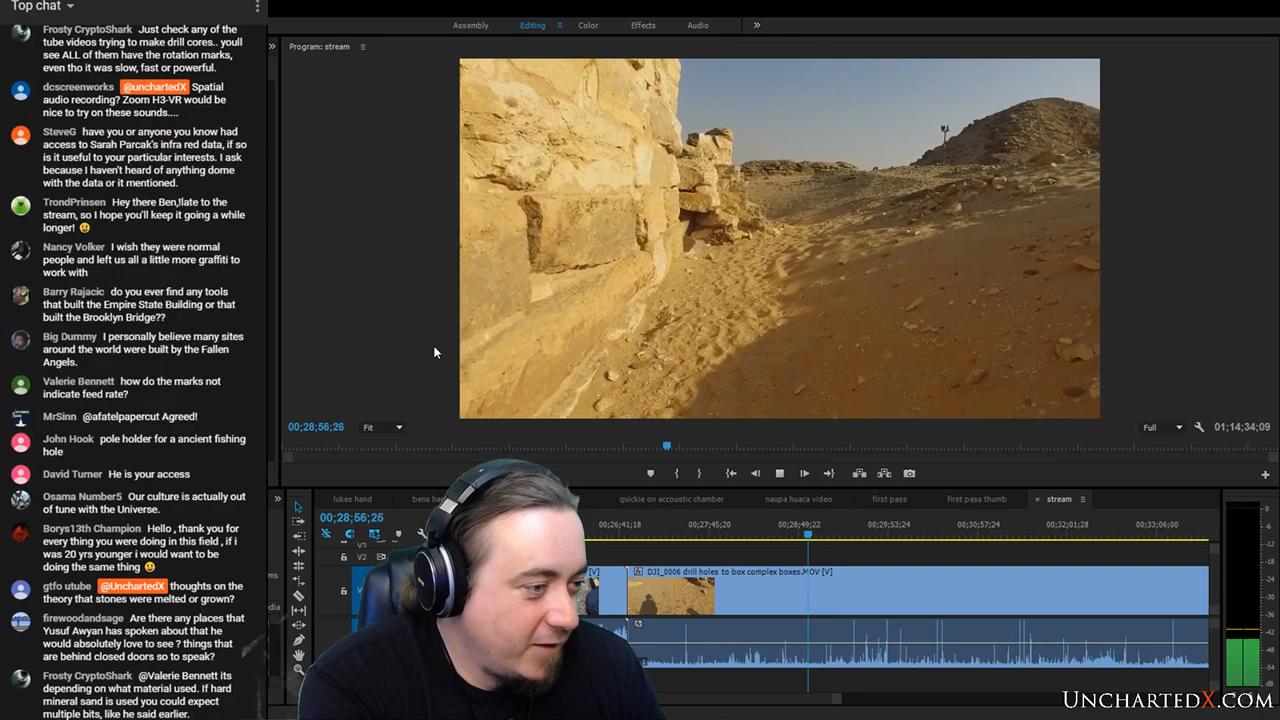 Top chat
Frosty CryptoShark Just check any of the
tube videos trying to make drill cores.. youll
see ALL of them have the rotation marks,
even tho it was slow, fast or powerful.
dcscreenworks @unchartedX Spatial
audio recording? Zoom H3-VR would be
nice to try on these sounds....
SteveG have you or anyone you know had
access to Sarah Parcak's infra red data, if so
is it useful to your particular interests. I ask
because I haven't heard of anything dome
with the data or it mentioned.
TrondPrinsen Hey there Ben,!late to the
stream, so I hope you'll keep it going a while
longer!
Nancy Volker I wish they were normal
people and left us all a little more graffiti to
work with
Barry Rajacic do you ever find any tools
that built the Empire State Building or that
built the Brooklyn Bridge??
Big Dummy I personally believe many sites
around the world were built by the Fallen
Angels.
Valerie Bennett how do the marks not
indicate feed rate?
MrSinn @afatelpapercut Agreed!
John Hook pole holder for a ancient fishing
hole
David Turner He is your access
Osama Number5 Our culture is actually out
of tune with the Universe.
Borys13th Champion Hello , thank you for
every thing you were doing in this field , if i
was 20 yrs younger i would want to be
doing the same thing
gtfo utube @UnchartedX thoughts on the
theory that stones were melted or grown?
firewoodandsage Are there any places that
Yusuf Awyan has spoken about that he
would absolutely love to see ? things that
are behind closed doors so to speak?
Frosty CryptoShark @Valerie Bennett its
depending on what material used. If hard
mineral sand is used you could expect
multiple bits, like he said earlier.
Assembly Editing Color Effects Audio
Program: stream
00;28;56;26 Fit Full 01;14;34;09
lukes hand quickie on accoustic chamber naupa huaca video first pass first pass thumb stream
00;28;56;25
00;26;41;18 00;27;45;20 00;28;49;22 00;29;53;24 00;30;57;24 00;32;01;28 00;33;06;00
V2
[V] DJI_0006 drill holes to box complex boxes.MOV [V]
0
-6
-12
-18
-24
-30
-36
-42
-48
-54
dB
UnchartedX.com